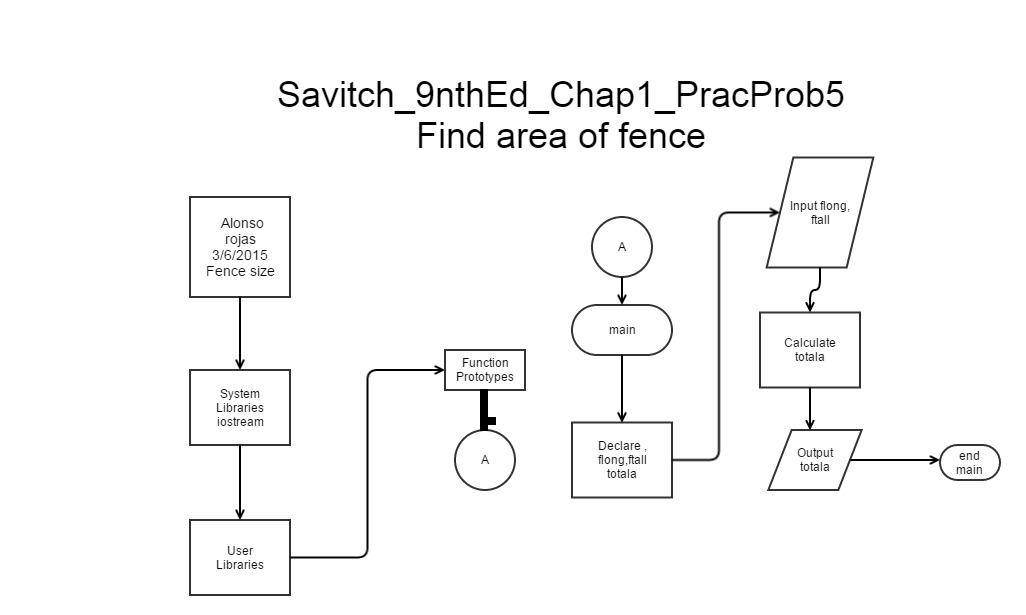 Savitch_9nthEd_Chap1_PracProb5
Find area of fence
Alonso
rojas
3/6/2015
Fence size
System
Libraries
iostream
User
Libraries
Function
Prototypes
A
A
main
Declare ,
flong,ftall
totala
Input flong,
ftall
Calculate
totala
Output
totala
end
main